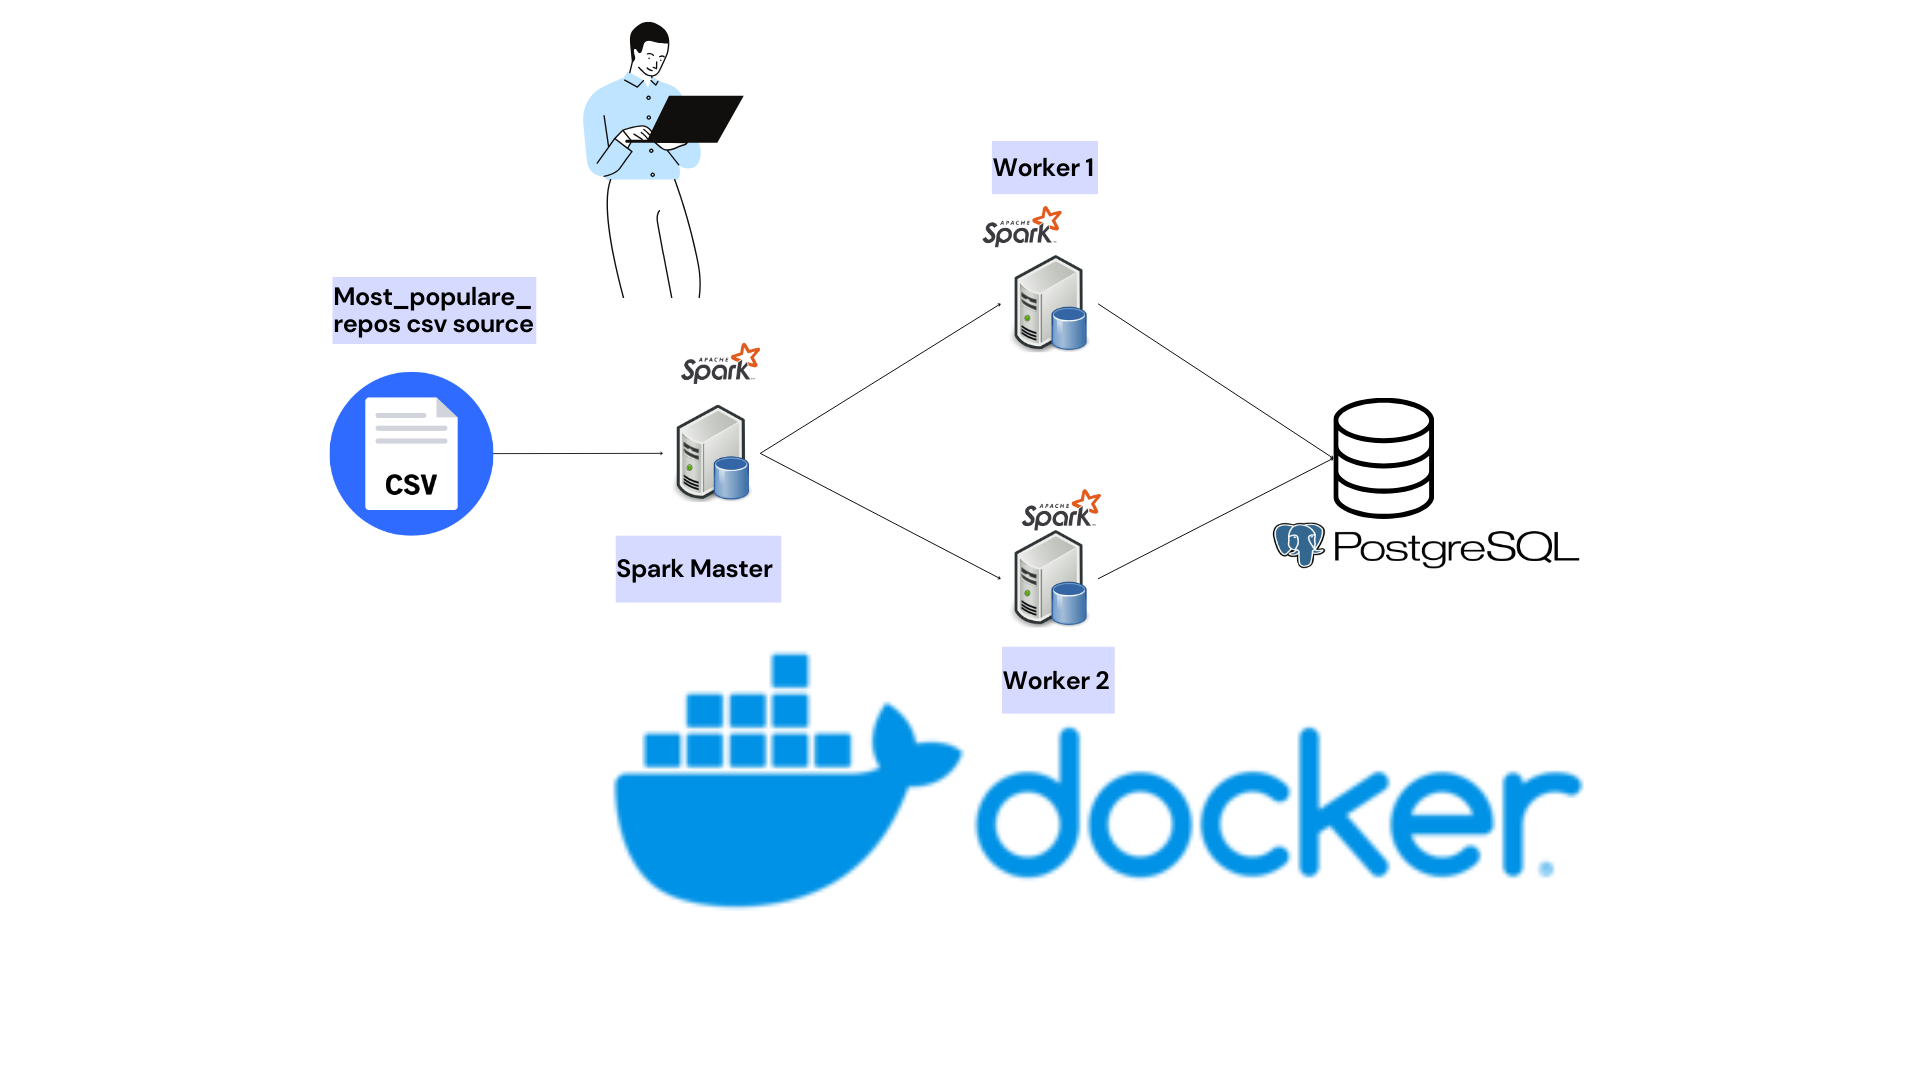 Worker 1
APACHE
Spark
Most_populare_
repos csv source
APACHE
Spark
CSV
APACHE
Spark
PostgreSQL
Spark Master
Worker 2
docker